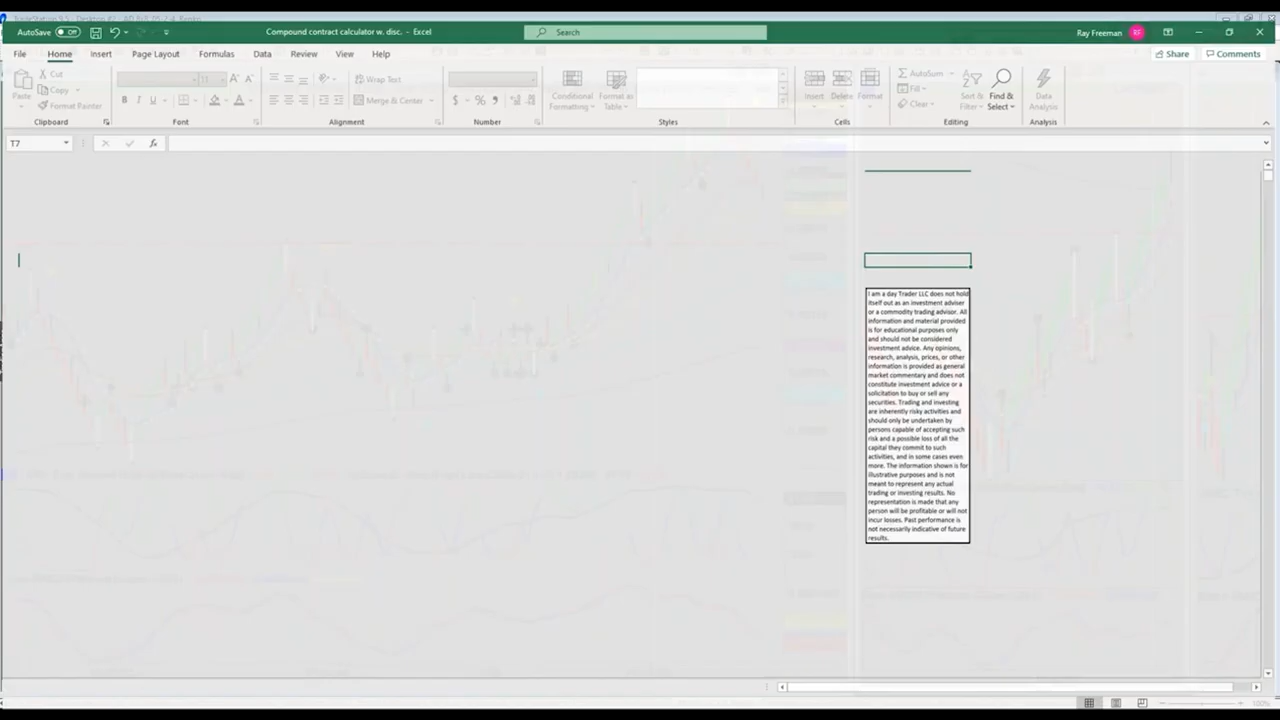 TradeStation 9.5 - Desktop #2 -
AutoSave Off Compound contract calculator w. disc. - Excel Search Ray Freeman RF
File Home Insert Page Layout Formulas Data Review View Help Share Comments
Cut
Copy
Format Painter
Paste
11
Wrap Text
Merge & Center
Conditional Formatting
Format as Table
Insert Delete Format
AutoSum
Fill
Clear
Sort & Filter
Find & Select
Data Analysis
Clipboard Font Alignment Number Styles Cells Editing Analysis
T7
I am a day Trader LLC does not hold
itself out as an investment adviser
or a commodity trading advisor. All
information and material provided
is for educational purposes only
and should not be considered
investment advice. Any opinions,
research, analysis, prices, or other
information is provided as general
market commentary and does not
constitute investment advice or a
solicitation to buy or sell any
securities. Trading and investing
are inherently risky activities and
should only be undertaken by
persons capable of accepting such
risk and a possible loss of all the
capital they commit to such
activities, and in some cases even
more. The information shown is for
illustrative purposes and is not
meant to represent any actual
trading or investing results. No
representation is made that any
person will be profitable or will not
incur losses. Past performance is
not necessarily indicative of future
results.
100%